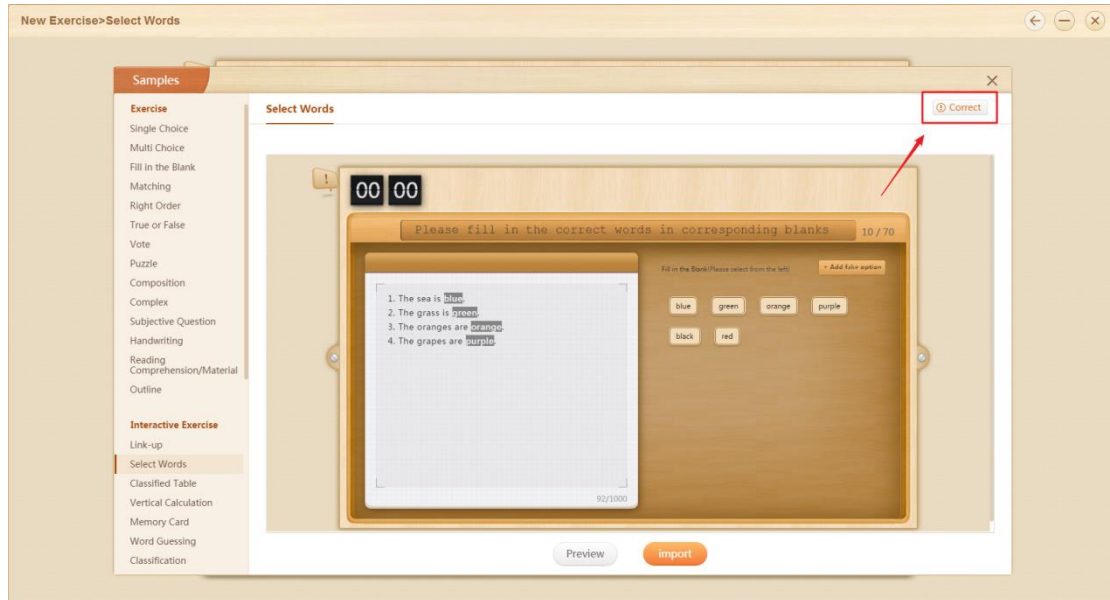 New Exercise>Select Words
Samples
Exercise
Single Choice
Multi Choice
Fill in the Blank
Matching
Right Order
True or False
Vote
Puzzle
Composition
Complex
Subjective Question
Handwriting
Reading
Comprehension/Material
Outline
Interactive Exercise
Link-up
Select Words
Classified Table
Vertical Calculation
Memory Card
Word Guessing
Classification
Select Words
Correct
00 00
Please fill in the correct words in corresponding blanks
10/70
1. The sea is blue.
2. The grass is green.
3. The oranges are orange.
4. The grapes are purple.
92/1000
Fill in the Blank(Please select from the left)
+ Add fake option
blue green orange purple
black red
Preview import